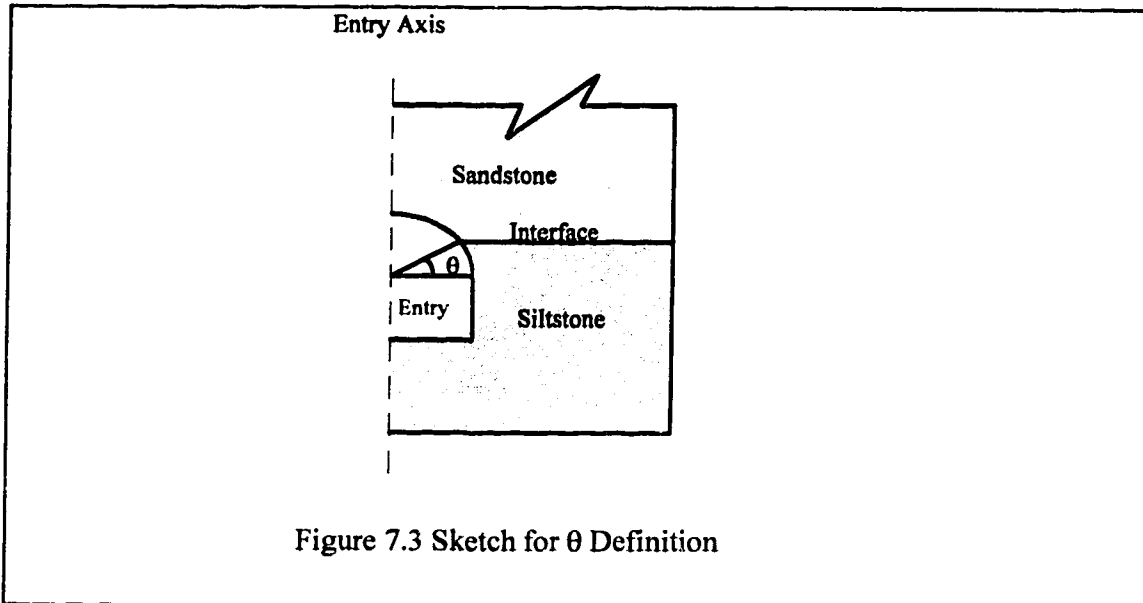 Entry Axis
Sandstone
Interface
θ
Entry
Siltstone
Figure 7.3 Sketch for θ Definition